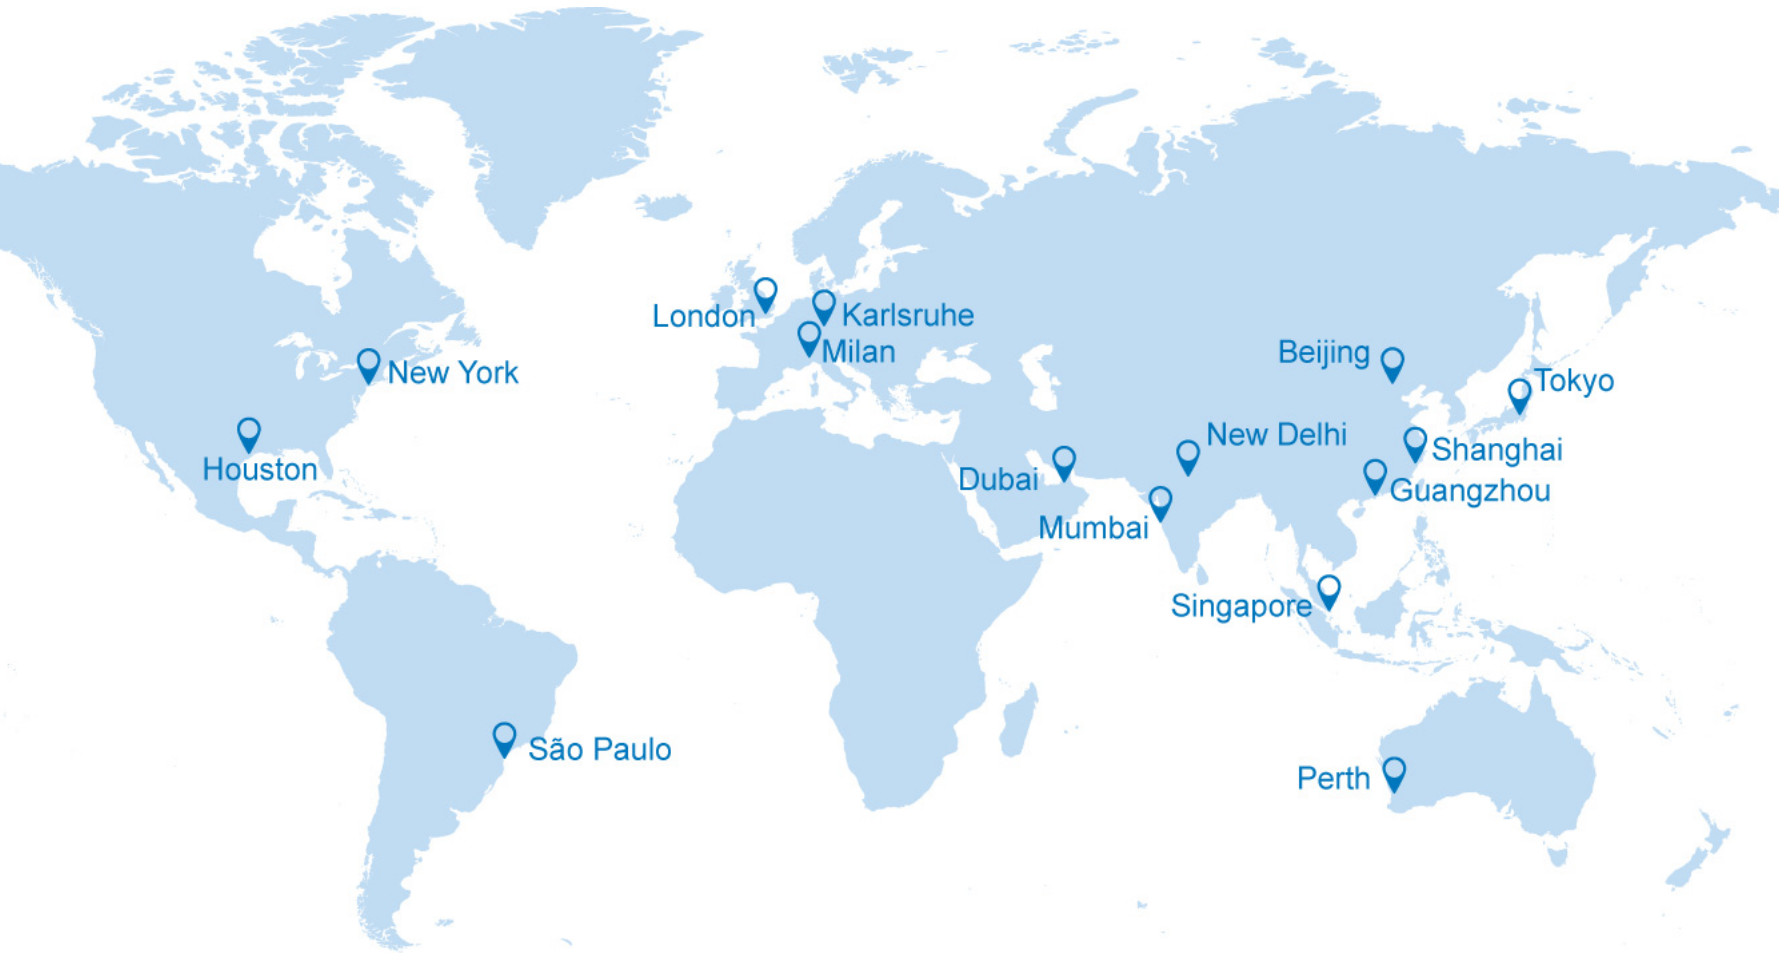 London
Karlsruhe
Milan
Beijing
New York
Tokyo
New Delhi
Shanghai
Houston
Dubai
Guangzhou
Mumbai
Singapore
São Paulo
Perth